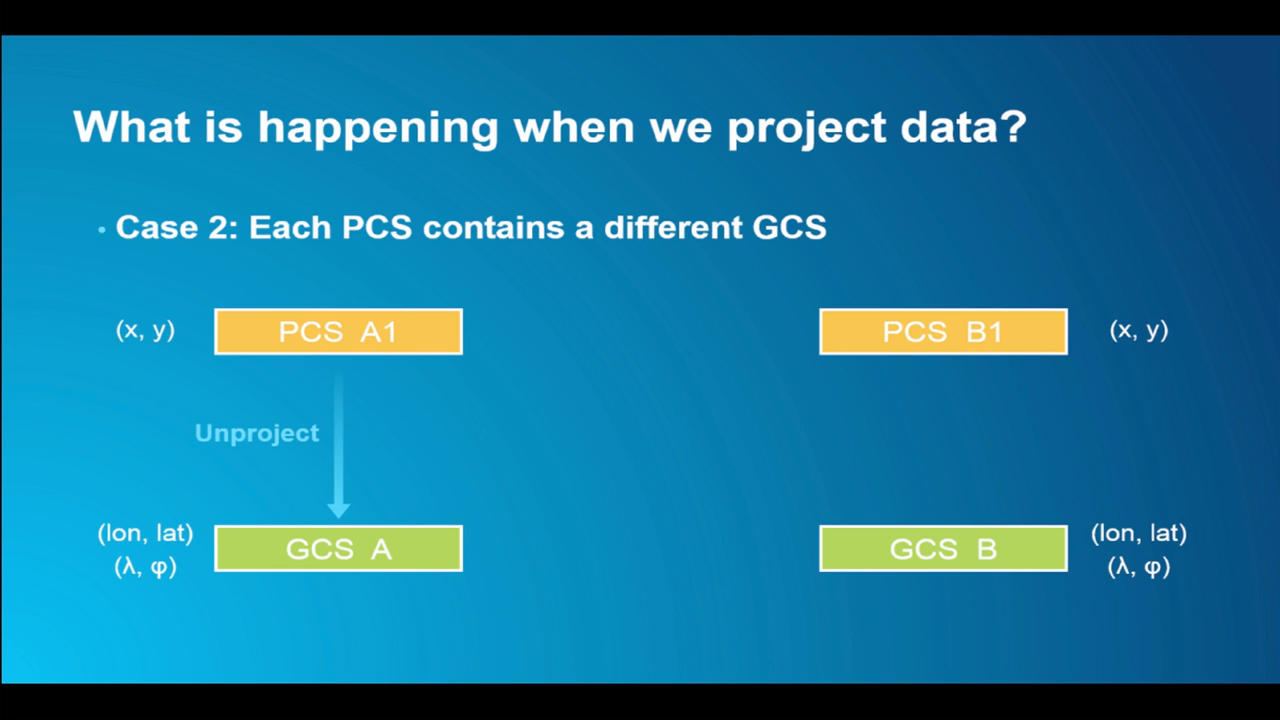 What is happening when we project data?
• Case 2: Each PCS contains a different GCS
(x, y) PCS A1 PCS B1 (x, y)
Unproject
(lon, lat) GCS A GCS B (lon, lat)
(λ, φ) (λ, φ)